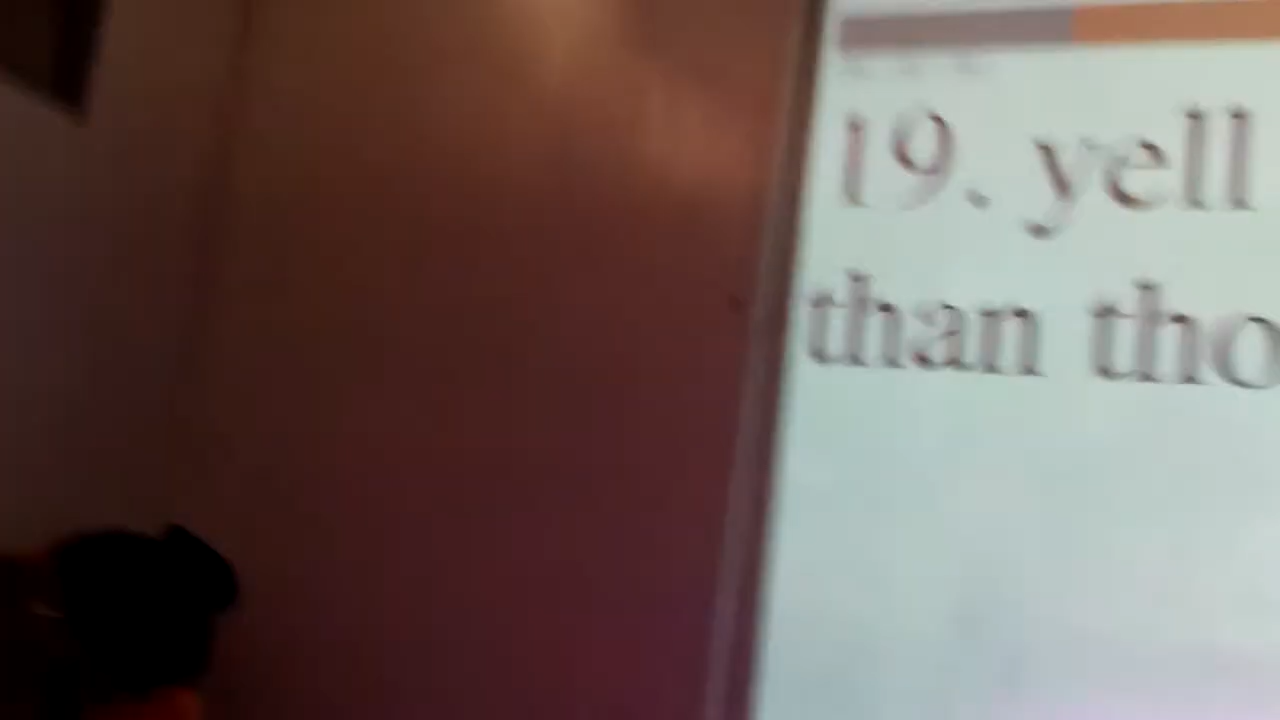 19. yell
than tho